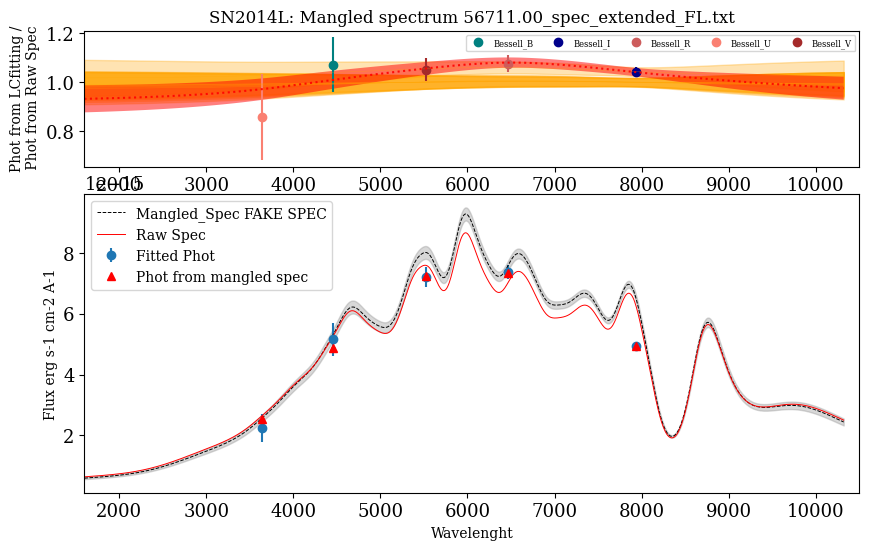 SN2014L: Mangled spectrum 56711.00_spec_extended_FL.txt
Phot from LCfitting /
Phot from Raw Spec
1.2
1.0
0.8
Bessell_B
Bessell_I
Bessell_R
Bessell_U
Bessell_V
2000 3000 4000 5000 6000 7000 8000 9000 10000
1e−15
Flux erg s-1 cm-2 A-1
8
6
4
2
Mangled_Spec FAKE SPEC
Raw Spec
Fitted Phot
Phot from mangled spec
2000 3000 4000 5000 6000 7000 8000 9000 10000
Wavelenght